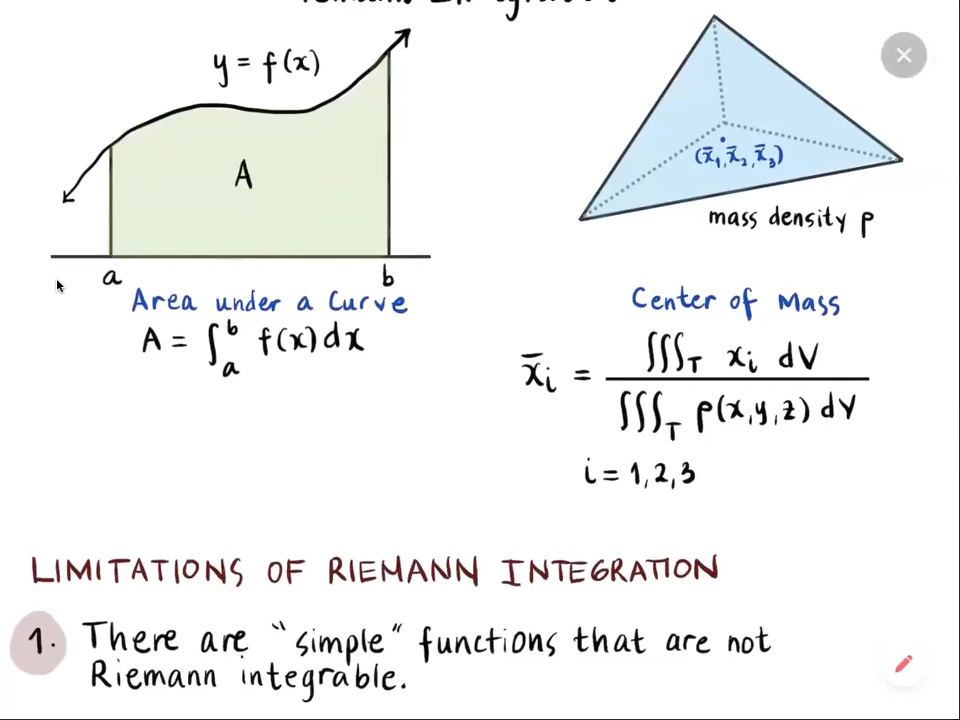 y = f(x)
A
a
b
Area under a Curve
A = ∫ₐᵇ f(x) dx
(x̄₁, x̄₂, x̄₃)
mass density ρ
Center of Mass
x̄ᵢ = ∭_T xᵢ dV / ∭_T ρ(x,y,z) dV
i = 1,2,3
LIMITATIONS OF RIEMANN INTEGRATION
1. There are "simple" functions that are not
Riemann integrable.